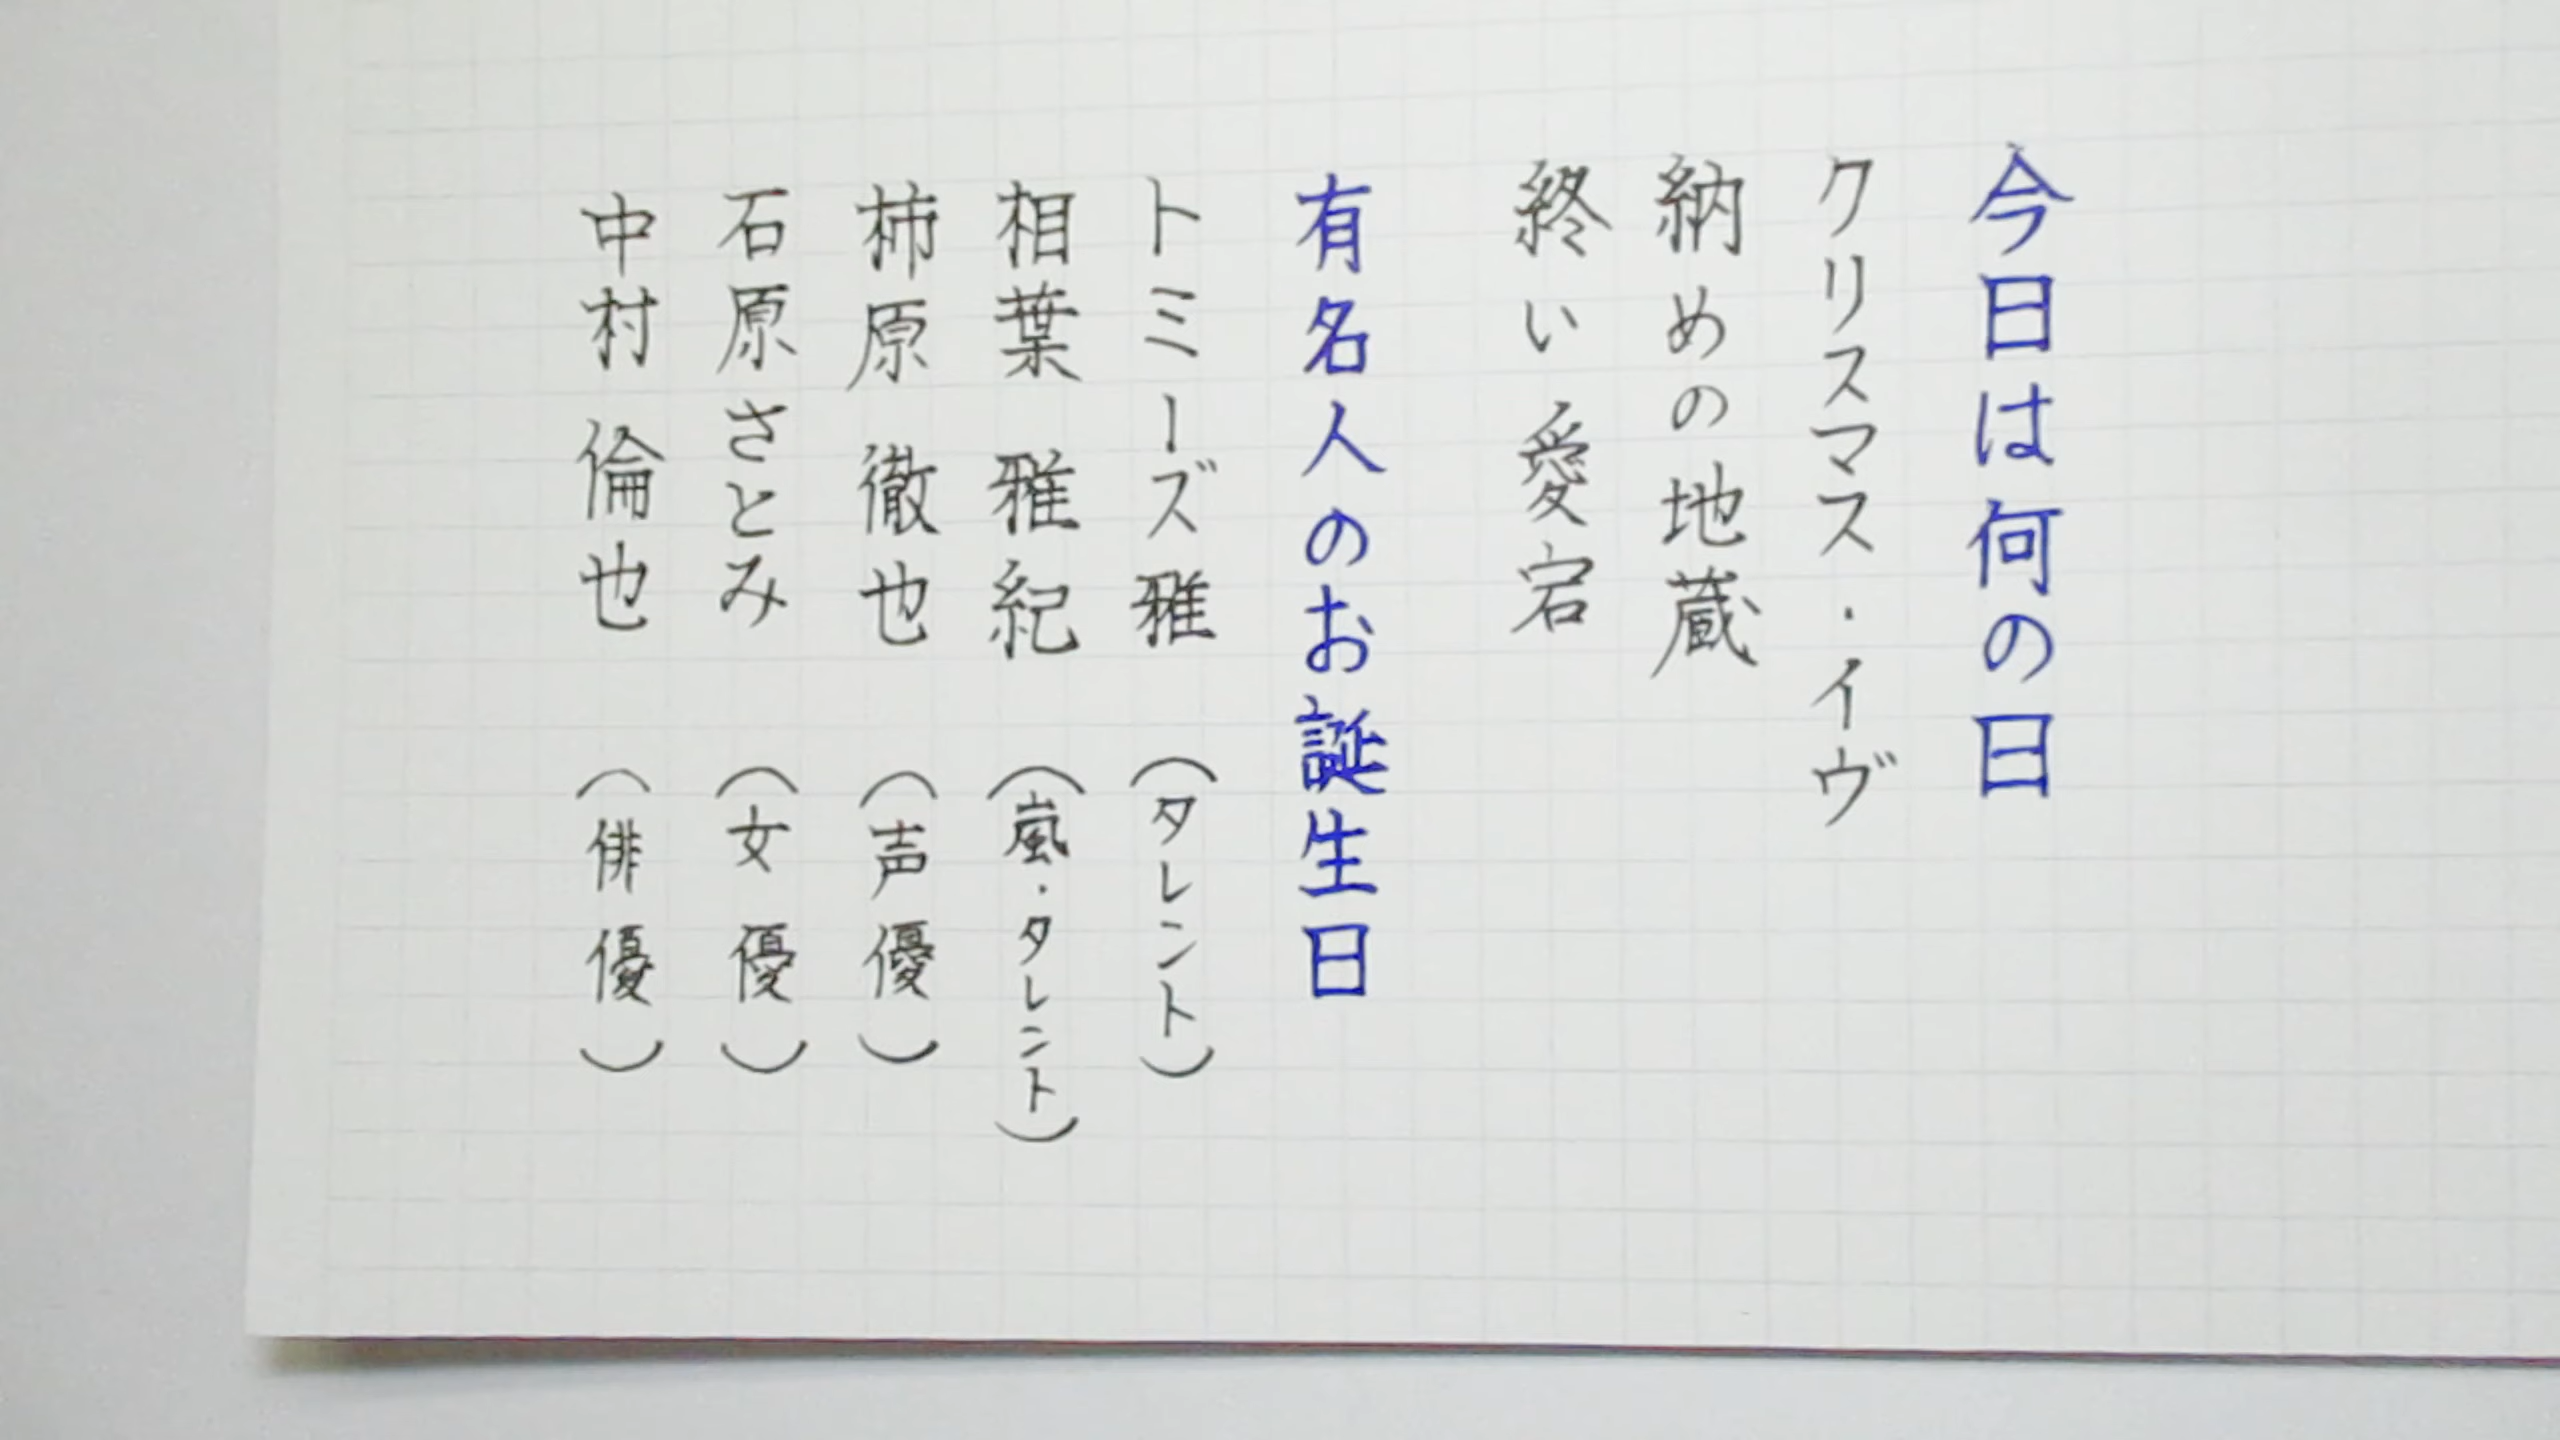 今日は何の日
クリスマス・イヴ
納めの地蔵
終い愛宕
有名人のお誕生日
トミーズ雅 (タレント)
相葉 雅紀 (嵐・タレント)
柿原 徹也 (声優)
石原さとみ (女優)
中村 倫也 (俳優)